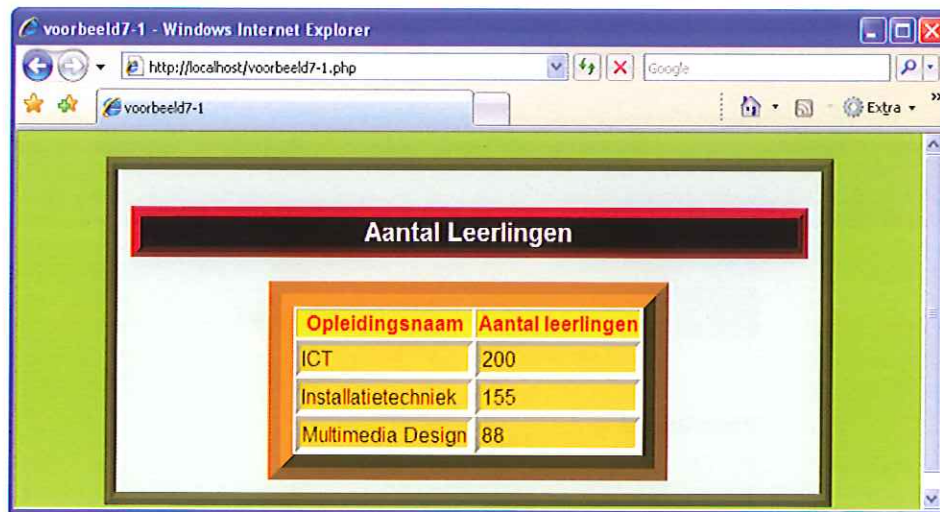 voorbeeld7-1 - Windows Internet Explorer
http://localhost/voorbeeld7-1.php
Google
voorbeeld7-1
Extra
Aantal Leerlingen
Opleidingsnaam Aantal leerlingen
ICT 200
Installatietechniek 155
Multimedia Design 88